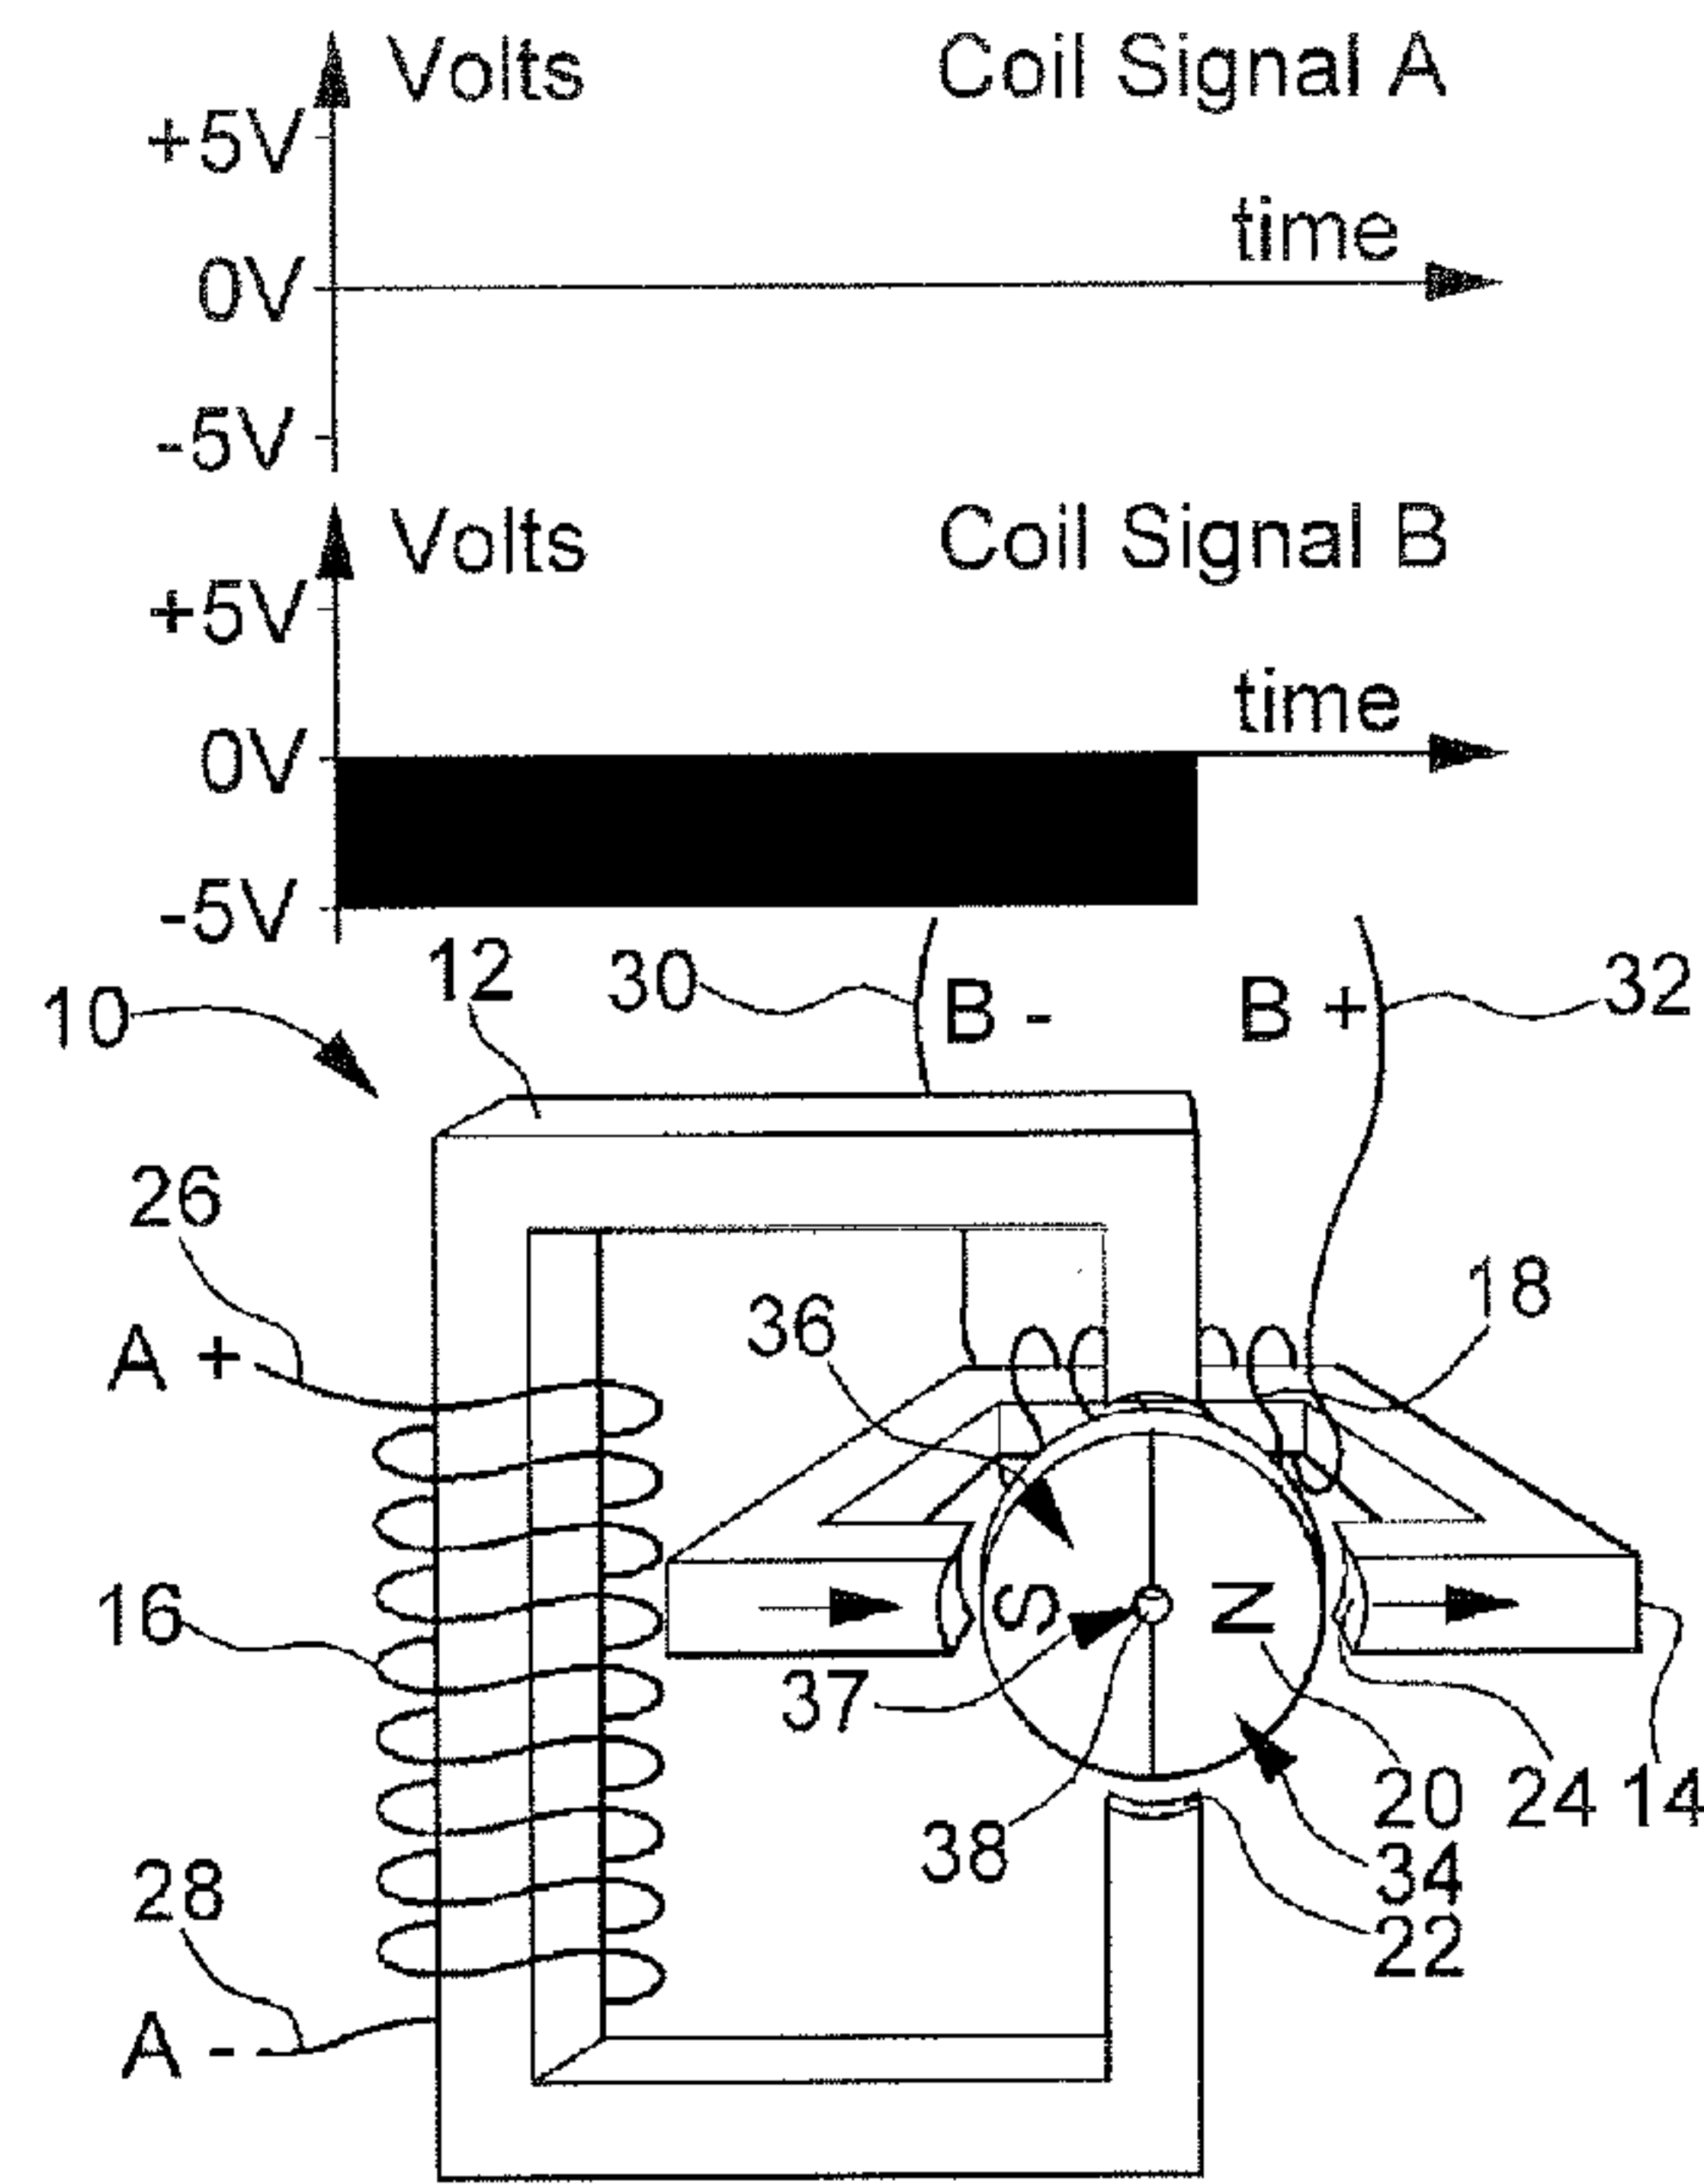 Volts Coil Signal A
+5V
time
0V
-5V
Volts Coil Signal B
+5V
time
0V
-5V
12 30 B - B + 32
10
26
18
A + 36
16 S N
37
38 20 24 14
28 34
22
A -